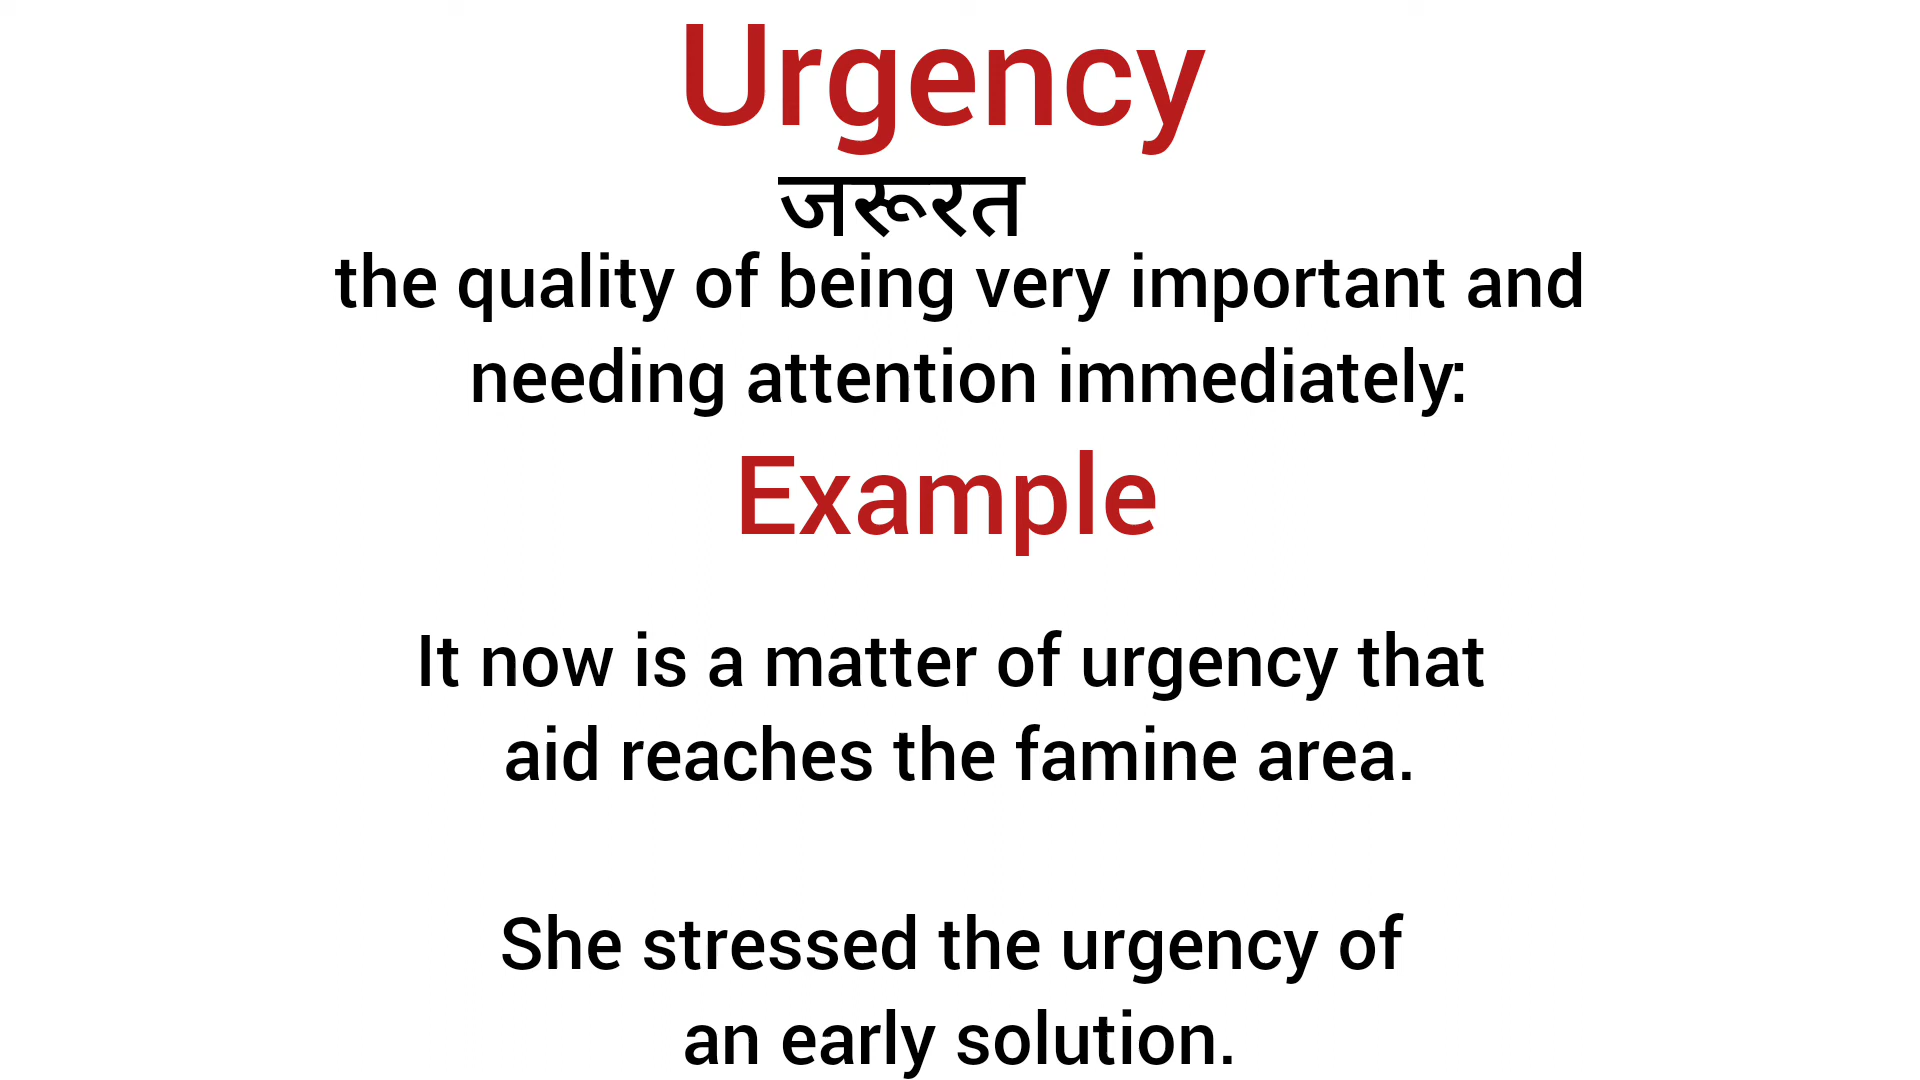 Urgency
जरूरत
the quality of being very important and
needing attention immediately:
Example
It now is a matter of urgency that
aid reaches the famine area.
She stressed the urgency of
an early solution.